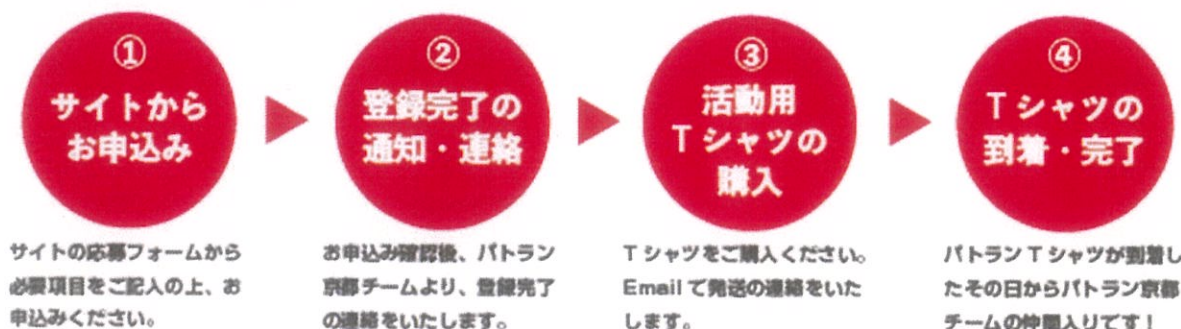 ①
サイトから
お申込み
サイトの応募フォームから
必要項目をご記入の上、お
申込みください。
②
登録完了の
通知・連絡
お申込み確認後、パトラン
京都チームより、登録完了
の連絡をいたします。
③
活動用
Tシャツの
購入
Tシャツをご購入ください。
Emailで発送の連絡をいた
します。
④
Tシャツの
到着・完了
パトランTシャツが到着し
たその日からパトラン京都
チームの仲間入りです！